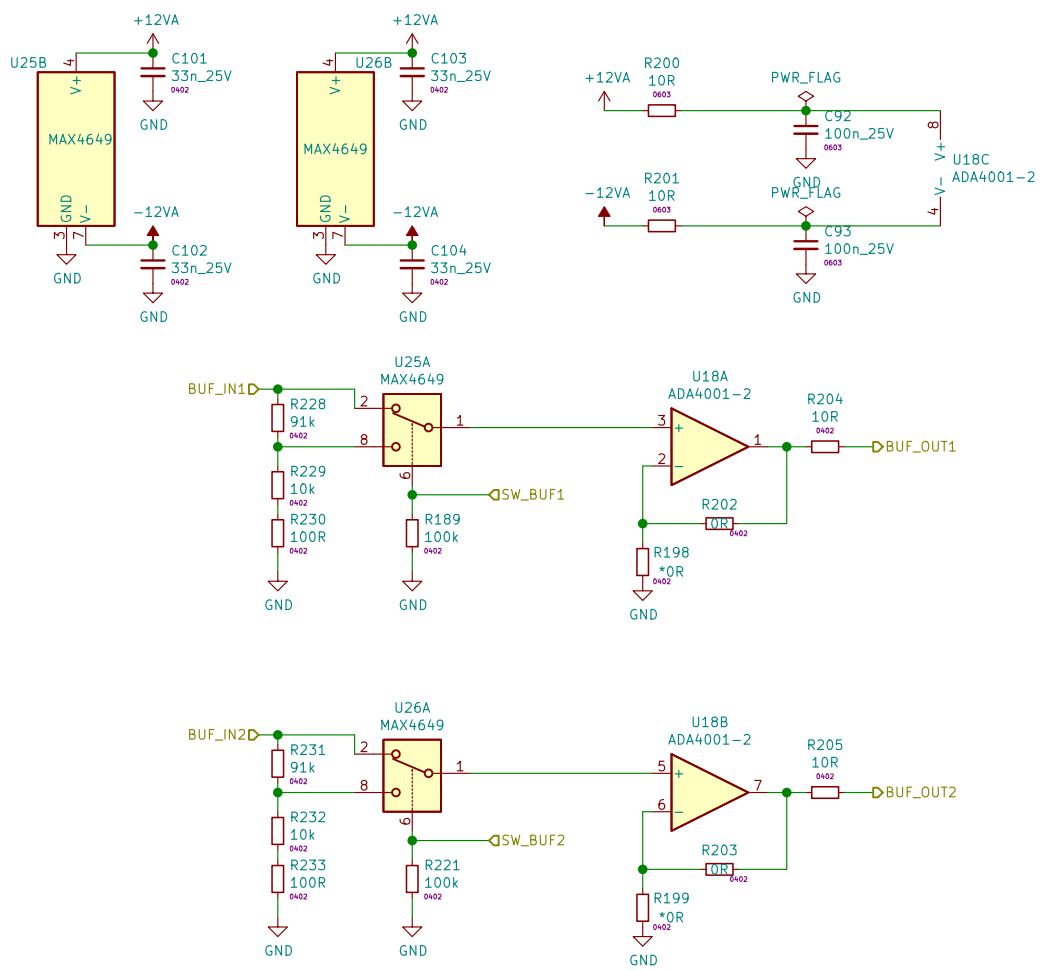 +12VA
U25B
4
V+
C101
33n_25V
0402
GND
MAX4649
GND
V-
3
7
GND
-12VA
C102
33n_25V
0402
GND
+12VA
U26B
4
V+
C103
33n_25V
0402
GND
MAX4649
GND
V-
3
7
GND
-12VA
C104
33n_25V
0402
GND
+12VA
R200
10R
0603
PWR_FLAG
C92
100n_25V
0603
GND
8
V+
U18C
ADA4001-2
V-
4
-12VA
R201
10R
0603
PWR_FLAG
C93
100n_25V
0603
GND
BUF_IN1
R228
91k
0402
R229
10k
0402
R230
100R
0402
GND
U25A
MAX4649
2
8
1
6
SW_BUF1
R189
100k
0402
GND
U18A
ADA4001-2
3
+
2
-
1
R204
10R
0402
BUF_OUT1
R202
0R
0402
R198
*0R
0402
GND
BUF_IN2
R231
91k
0402
R232
10k
0402
R233
100R
0402
GND
U26A
MAX4649
2
8
1
6
SW_BUF2
R221
100k
0402
GND
U18B
ADA4001-2
5
+
6
-
7
R205
10R
0402
BUF_OUT2
R203
0R
0402
R199
*0R
0402
GND